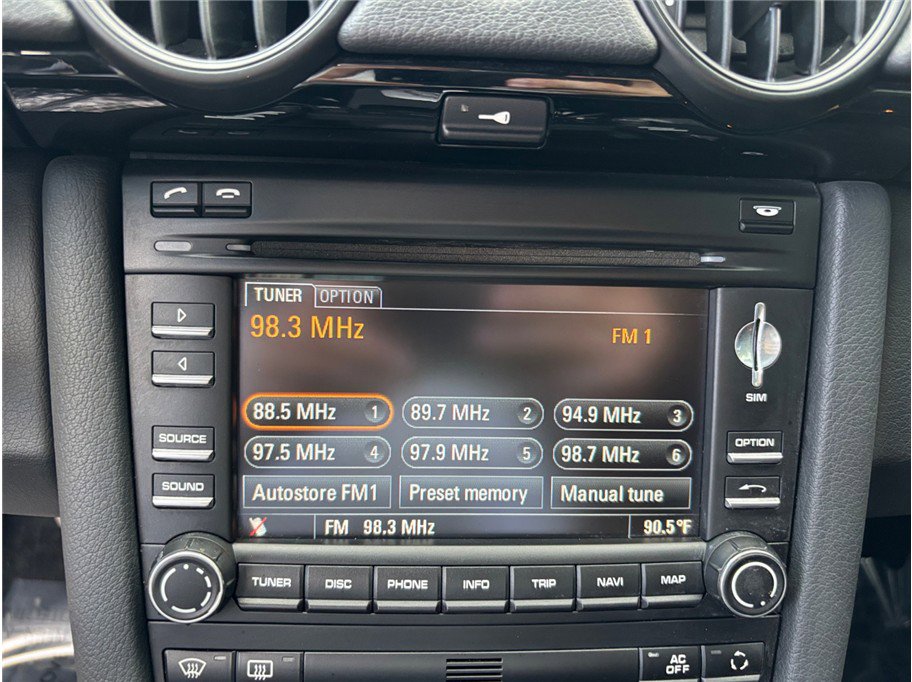 TUNER OPTION
98.3 MHz FM 1
88.5 MHz 1 89.7 MHz 2 94.9 MHz 3
97.5 MHz 4 97.9 MHz 5 98.7 MHz 6
Autostore FM1 Preset memory Manual tune
FM 98.3 MHz 90.5°F
SIM
SOURCE
OPTION
SOUND
TUNER DISC PHONE INFO TRIP NAVI MAP
AC
OFF